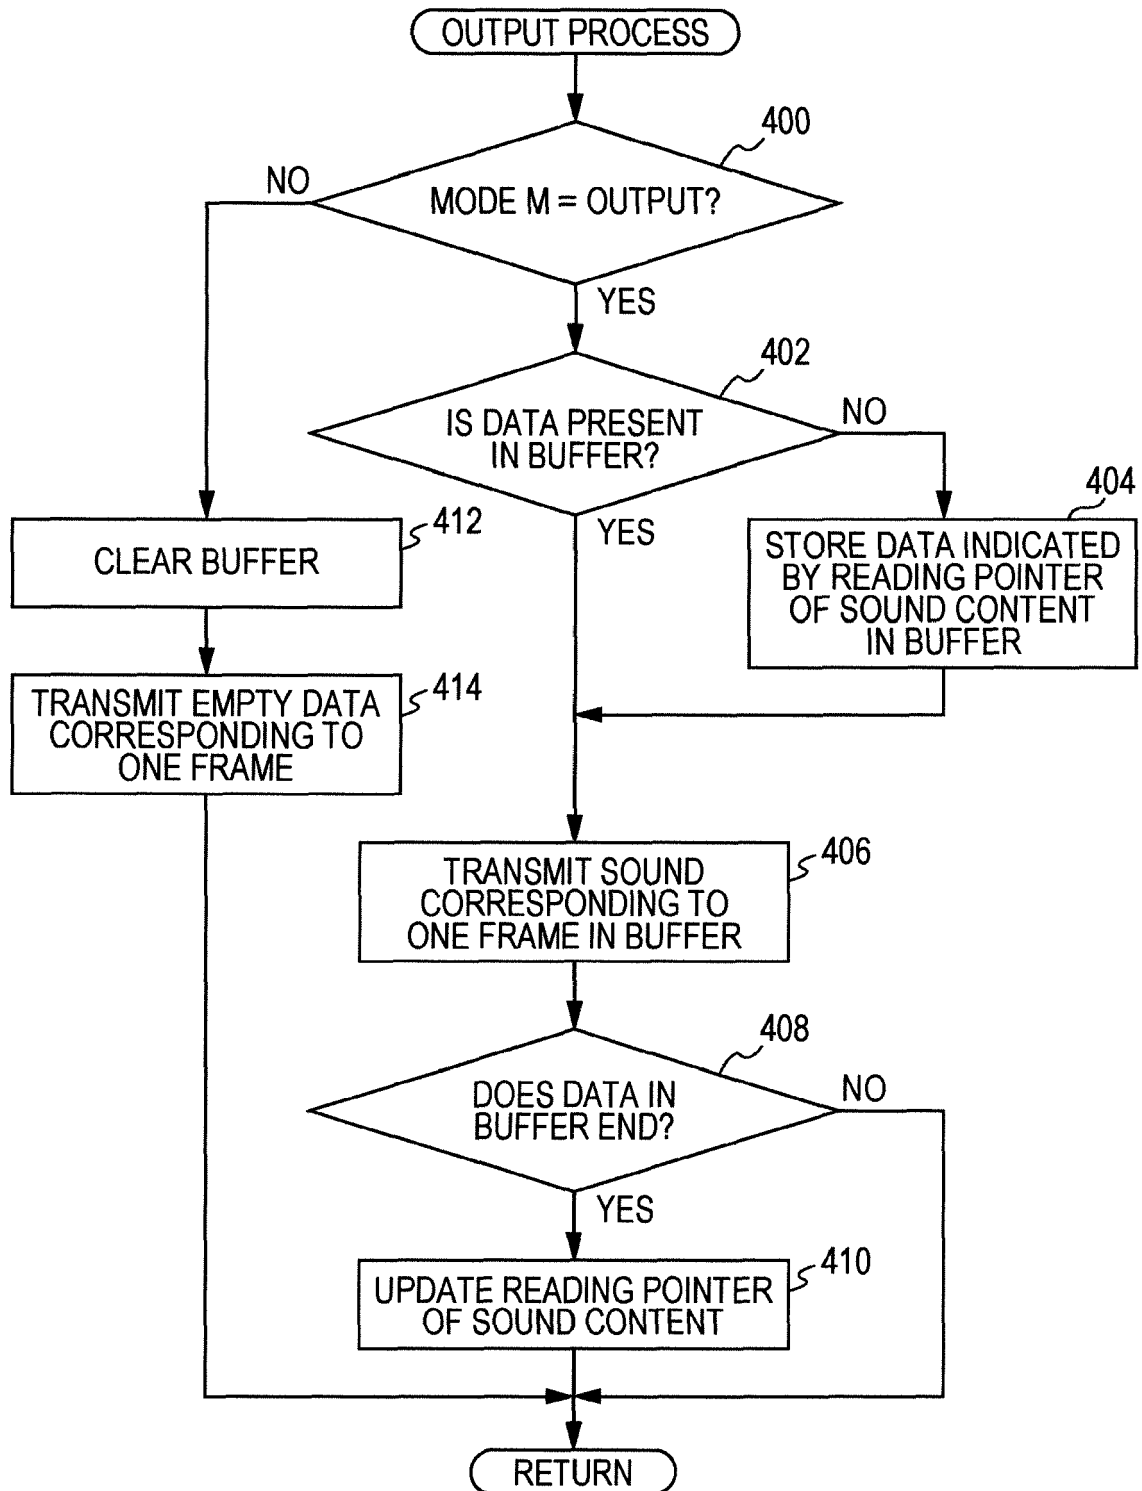 OUTPUT PROCESS
400
NO
MODE M = OUTPUT?
YES
402
IS DATA PRESENT
IN BUFFER?
NO
YES
404
STORE DATA INDICATED
BY READING POINTER
OF SOUND CONTENT
IN BUFFER
412
CLEAR BUFFER
414
TRANSMIT EMPTY DATA
CORRESPONDING TO
ONE FRAME
406
TRANSMIT SOUND
CORRESPONDING TO
ONE FRAME IN BUFFER
408
DOES DATA IN
BUFFER END?
NO
YES
410
UPDATE READING POINTER
OF SOUND CONTENT
RETURN